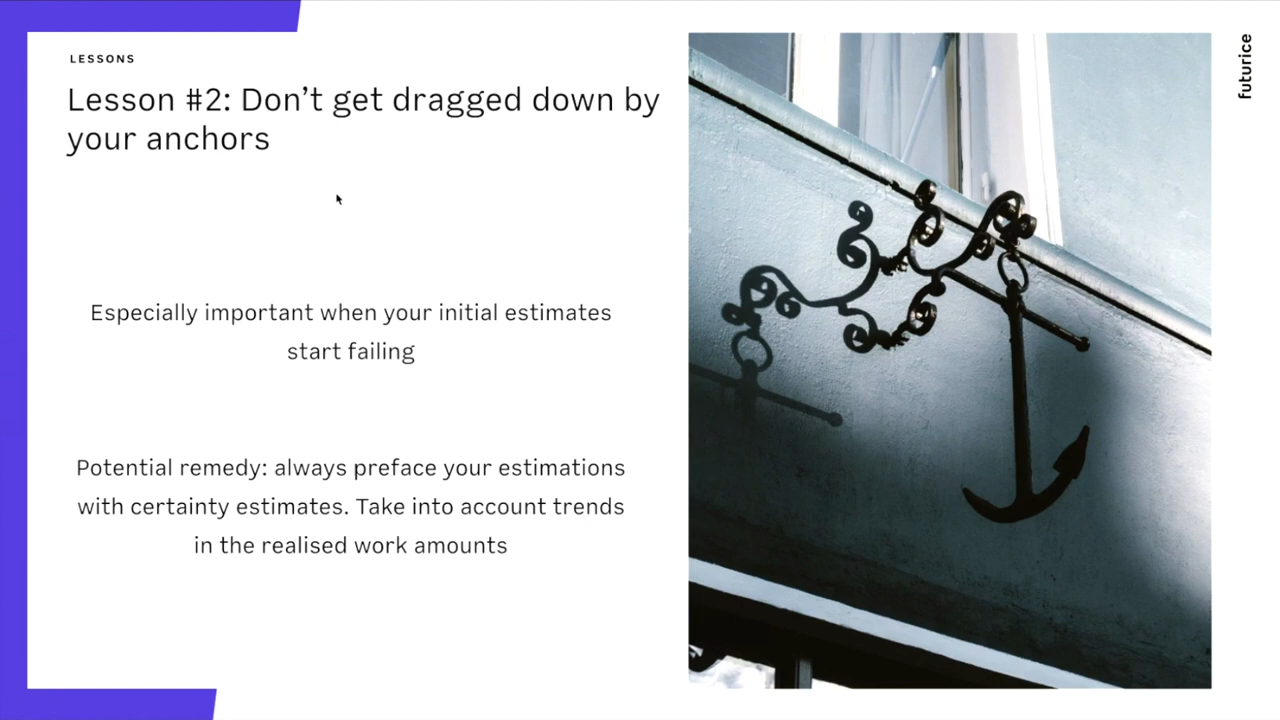 LESSONS
Lesson #2: Don’t get dragged down by
your anchors
Especially important when your initial estimates
start failing
Potential remedy: always preface your estimations
with certainty estimates. Take into account trends
in the realised work amounts
futurice